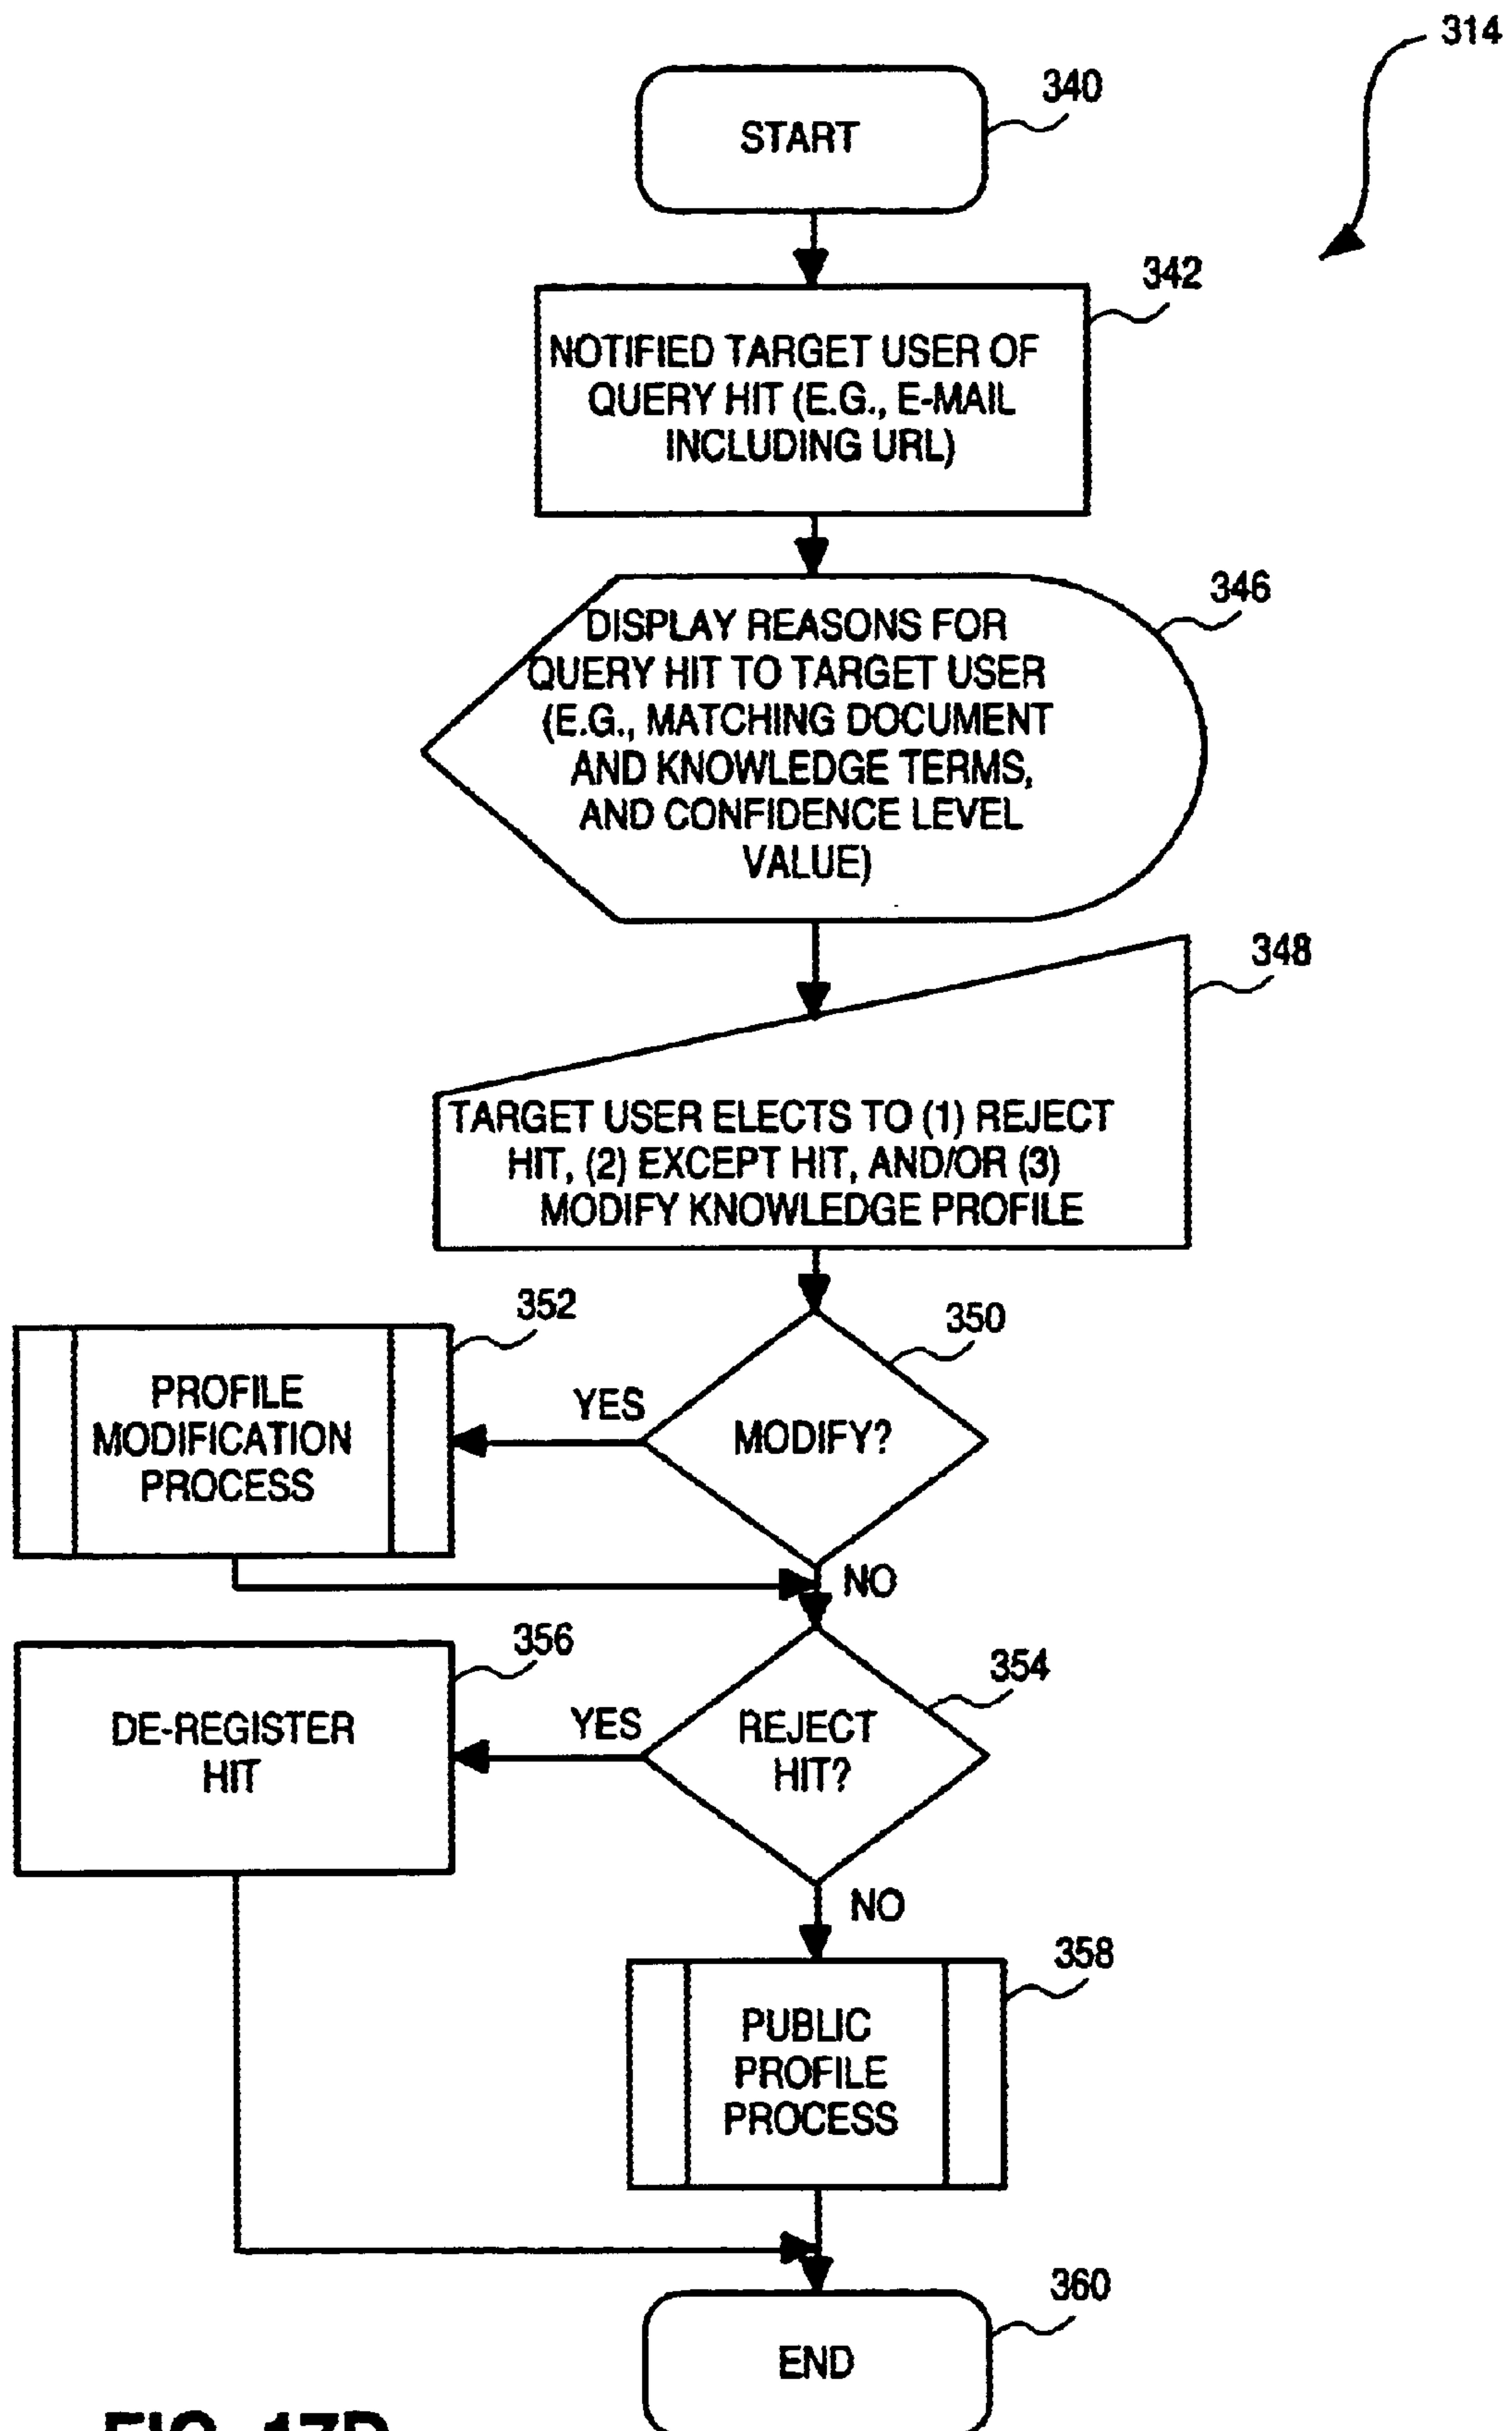 314
340
START
342
NOTIFIED TARGET USER OF
QUERY HIT (E.G., E-MAIL
INCLUDING URL)
346
DISPLAY REASONS FOR
QUERY HIT TO TARGET USER
(E.G., MATCHING DOCUMENT
AND KNOWLEDGE TERMS,
AND CONFIDENCE LEVEL
VALUE)
348
TARGET USER ELECTS TO (1) REJECT
HIT, (2) EXCEPT HIT, AND/OR (3)
MODIFY KNOWLEDGE PROFILE
352
350
PROFILE
MODIFICATION
PROCESS
YES
MODIFY?
NO
356
354
DE-REGISTER
HIT
YES
REJECT
HIT?
NO
358
PUBLIC
PROFILE
PROCESS
360
END